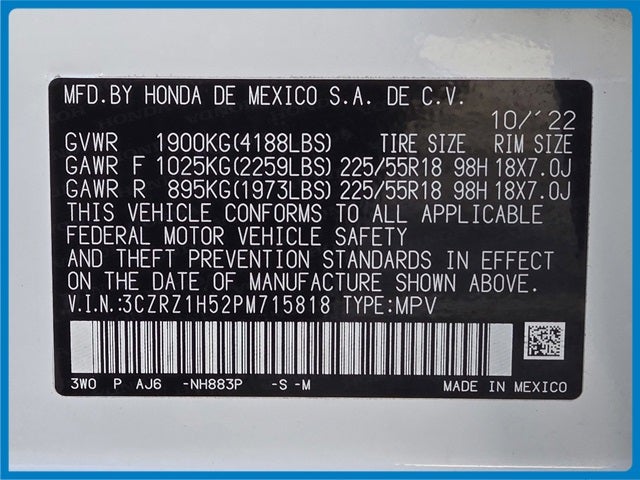 MFD.BY HONDA DE MEXICO S.A. DE C.V.
10/'22
GVWR 1900KG(4188LBS) TIRE SIZE RIM SIZE
GAWR F 1025KG(2259LBS) 225/55R18 98H 18X7.0J
GAWR R 895KG(1973LBS) 225/55R18 98H 18X7.0J
THIS VEHICLE CONFORMS TO ALL APPLICABLE
FEDERAL MOTOR VEHICLE SAFETY
AND THEFT PREVENTION STANDARDS IN EFFECT
ON THE DATE OF MANUFACTURE SHOWN ABOVE.
V.I.N.:3CZRZ1H52PM715818 TYPE:MPV
3WO P AJ6 -NH883P -S -M MADE IN MEXICO